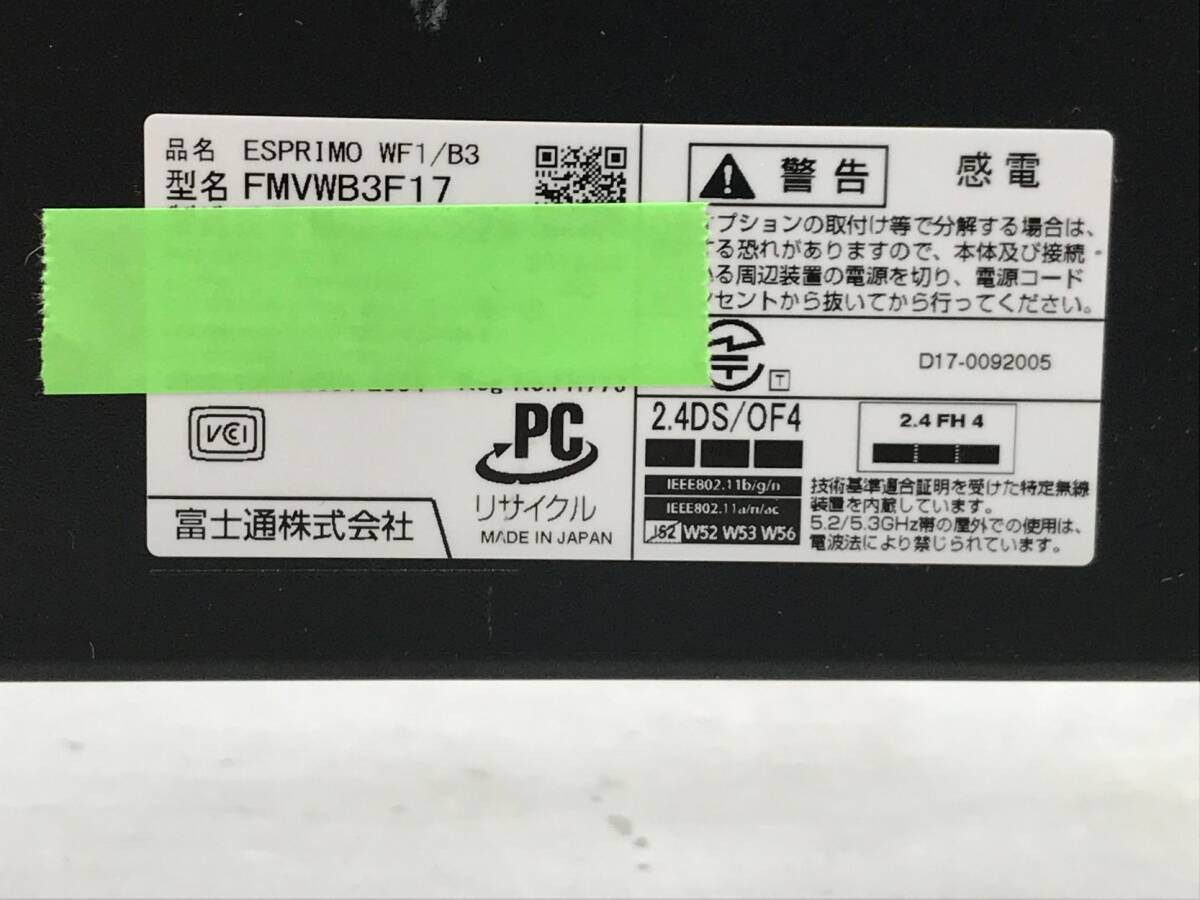 品名 ESPRIMO WF1/B3
型名 FMVWB3F17
VCI
PC
リサイクル
MADE IN JAPAN
富士通株式会社
警告 感電
プションの取付け等で分解する場合は、
する恐れがありますので、本体及び接続
いる周辺装置の電源を切り、電源コード
ンセントから抜いてから行ってください。
T
D17-0092005
2.4DS/OF4
IEEE802.11b/g/n
IEEE802.11a/n/ac
J52 W52 W53 W56
2.4 FH 4
技術基準適合証明を受けた特定無線
装置を内蔵しています。
5.2/5.3GHz帯の屋外での使用は、
電波法により禁じられています。